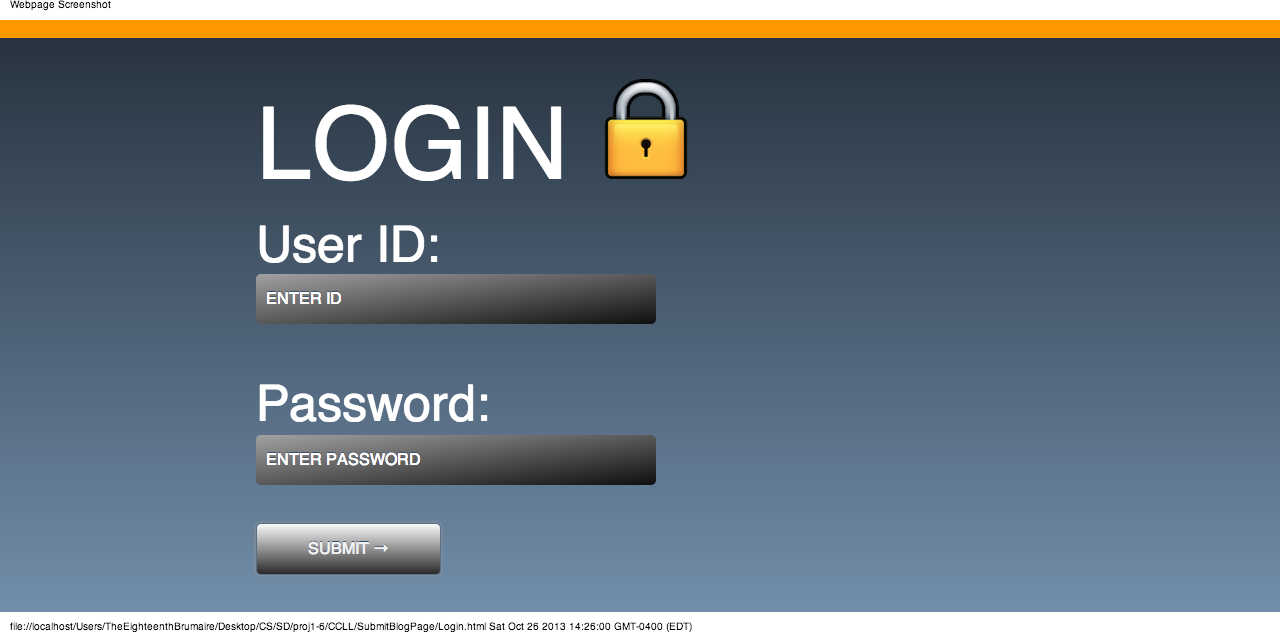 Webpage Screenshot
LOGIN
User ID:
ENTER ID
Password:
ENTER PASSWORD
SUBMIT →
file://localhost/Users/TheEighteenthBrumaire/Desktop/CS/SD/proj1-6/CCLL/SubmitBlogPage/Login.html Sat Oct 26 2013 14:26:00 GMT-0400 (EDT)